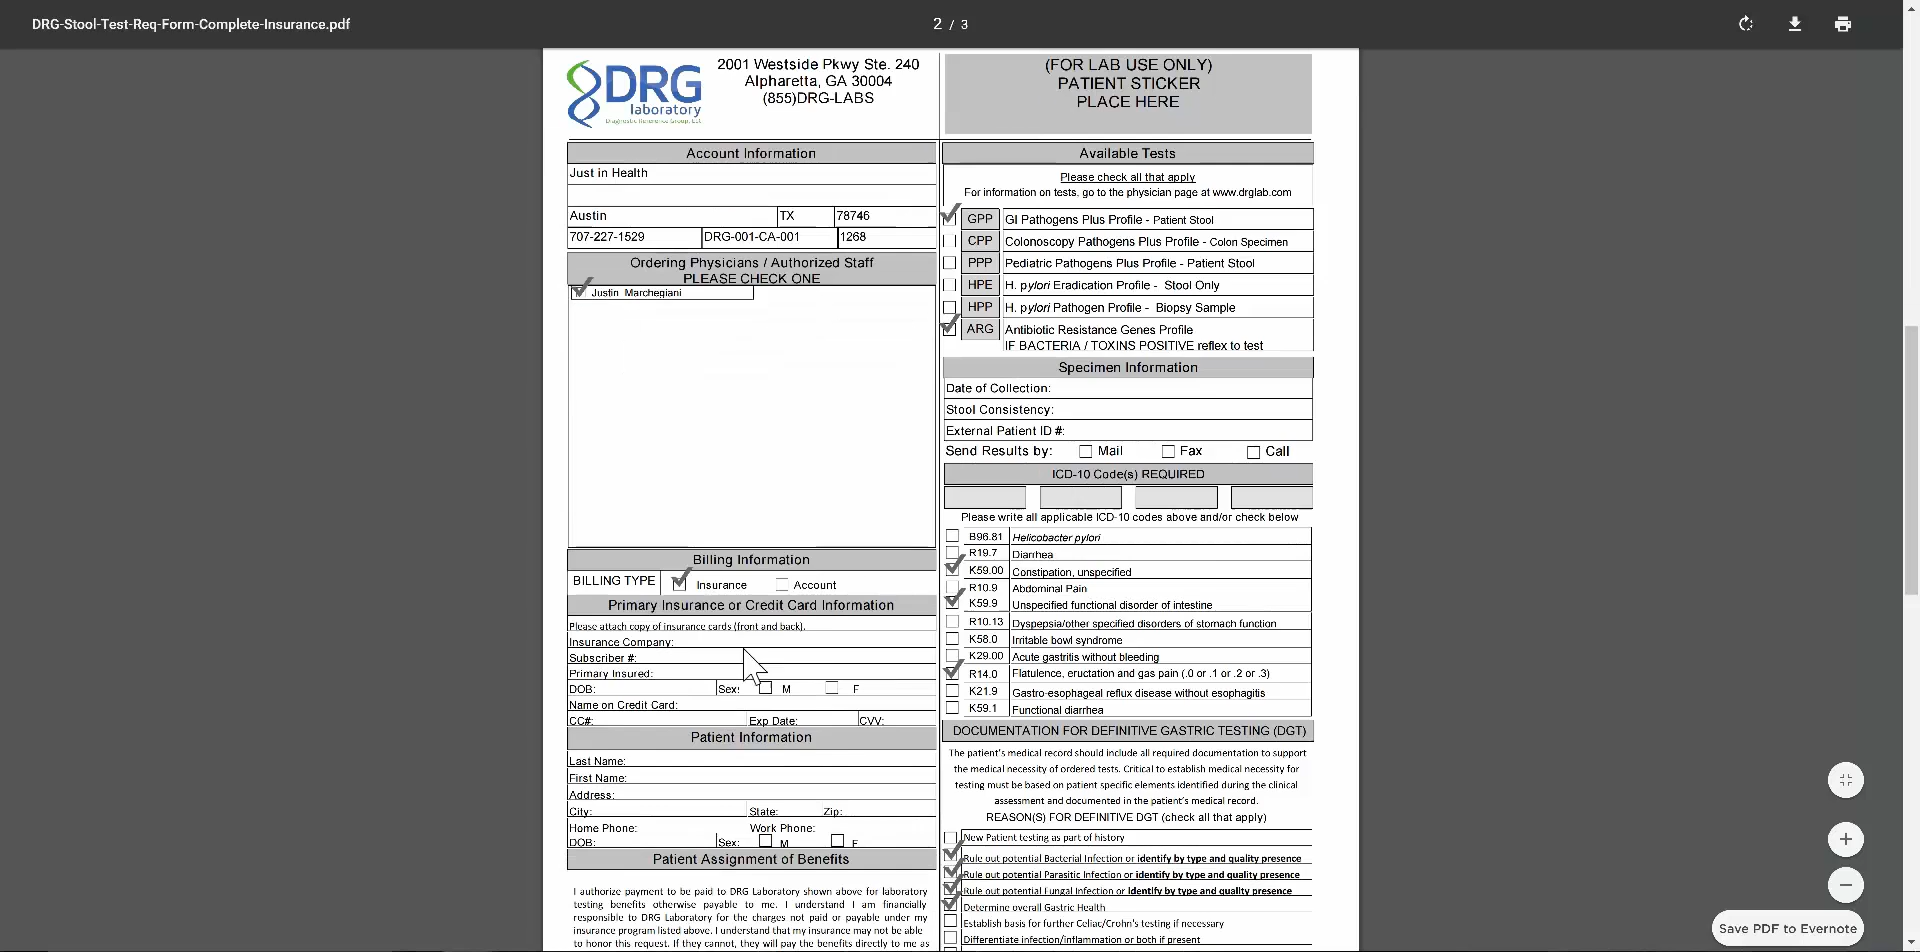 DRG-Stool-Test-Req-Form-Complete-Insurance.pdf
2 / 3
DRG
laboratory
Diagnostic Reference Group, LLC
2001 Westside Pkwy Ste. 240
Alpharetta, GA 30004
(855)DRG-LABS
(FOR LAB USE ONLY)
PATIENT STICKER
PLACE HERE
Account Information
Just in Health
Austin TX 78746
707-227-1529 DRG-001-CA-001 1268
Ordering Physicians / Authorized Staff
PLEASE CHECK ONE
Justin Marchegiani
Billing Information
BILLING TYPE Insurance Account
Primary Insurance or Credit Card Information
Please attach copy of insurance cards (front and back).
Insurance Company:
Subscriber #:
Primary Insured:
DOB: Sex: M F
Name on Credit Card:
CC#: Exp Date: CVV:
Patient Information
Last Name:
First Name:
Address:
City: State: Zip:
Home Phone: Work Phone:
DOB: Sex: M F
Patient Assignment of Benefits
I authorize payment to be paid to DRG Laboratory shown above for laboratory
testing benefits otherwise payable to me. I understand I am financially
responsible to DRG Laboratory for the charges not paid or payable under my
insurance program listed above. I understand that my insurance may not be able
to honor this request. If they cannot, they will pay the benefits directly to me as
Available Tests
Please check all that apply
For information on tests, go to the physician page at www.drglab.com
GPP GI Pathogens Plus Profile - Patient Stool
CPP Colonoscopy Pathogens Plus Profile - Colon Specimen
PPP Pediatric Pathogens Plus Profile - Patient Stool
HPE H. pylori Eradication Profile - Stool Only
HPP H. pylori Pathogen Profile - Biopsy Sample
ARG Antibiotic Resistance Genes Profile
IF BACTERIA / TOXINS POSITIVE reflex to test
Specimen Information
Date of Collection:
Stool Consistency:
External Patient ID #:
Send Results by: Mail Fax Call
ICD-10 Code(s) REQUIRED
Please write all applicable ICD-10 codes above and/or check below
B96.81 Helicobacter pylori
R19.7 Diarrhea
K59.00 Constipation, unspecified
R10.9 Abdominal Pain
K59.9 Unspecified functional disorder of intestine
R10.13 Dyspepsia/other specified disorders of stomach function
K58.0 Irritable bowl syndrome
K29.00 Acute gastritis without bleeding
R14.0 Flatulence, eructation and gas pain (.0 or .1 or .2 or .3)
K21.9 Gastro-esophageal reflux disease without esophagitis
K59.1 Functional diarrhea
DOCUMENTATION FOR DEFINITIVE GASTRIC TESTING (DGT)
The patient's medical record should include all required documentation to support
the medical necessity of ordered tests. Critical to establish medical necessity for
testing must be based on patient specific elements identified during the clinical
assessment and documented in the patient's medical record.
REASON(S) FOR DEFINITIVE DGT (check all that apply)
New Patient testing as part of history
Rule out potential Bacterial Infection or identify by type and quality presence
Rule out potential Parasitic Infection or identify by type and quality presence
Rule out potential Fungal Infection or identify by type and quality presence
Determine overall Gastric Health
Establish basis for further Celiac/Crohn's testing if necessary
Differentiate infection/inflammation or both if present
Save PDF to Evernote